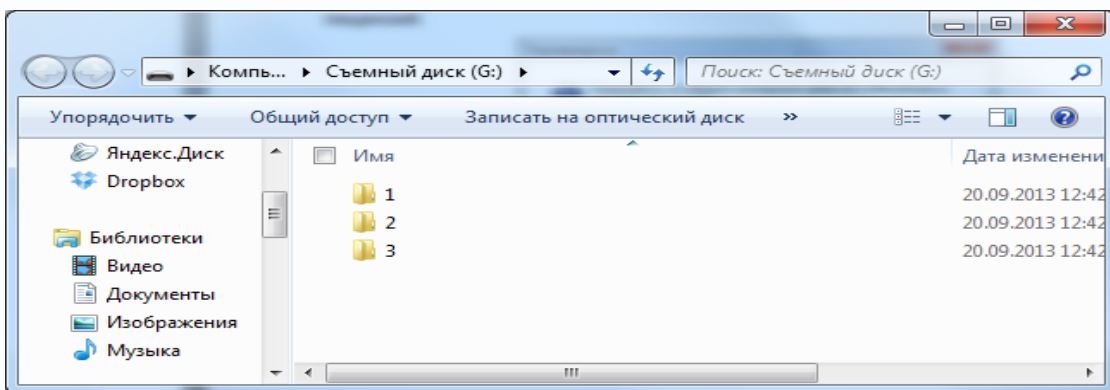 Компь... Съемный диск (G:) Поиск: Съемный диск (G:)
Упорядочить Общий доступ Записать на оптический диск »
Яндекс.Диск
Dropbox
Библиотеки
Видео
Документы
Изображения
Музыка
Имя Дата изменени
1 20.09.2013 12:42
2 20.09.2013 12:42
3 20.09.2013 12:42